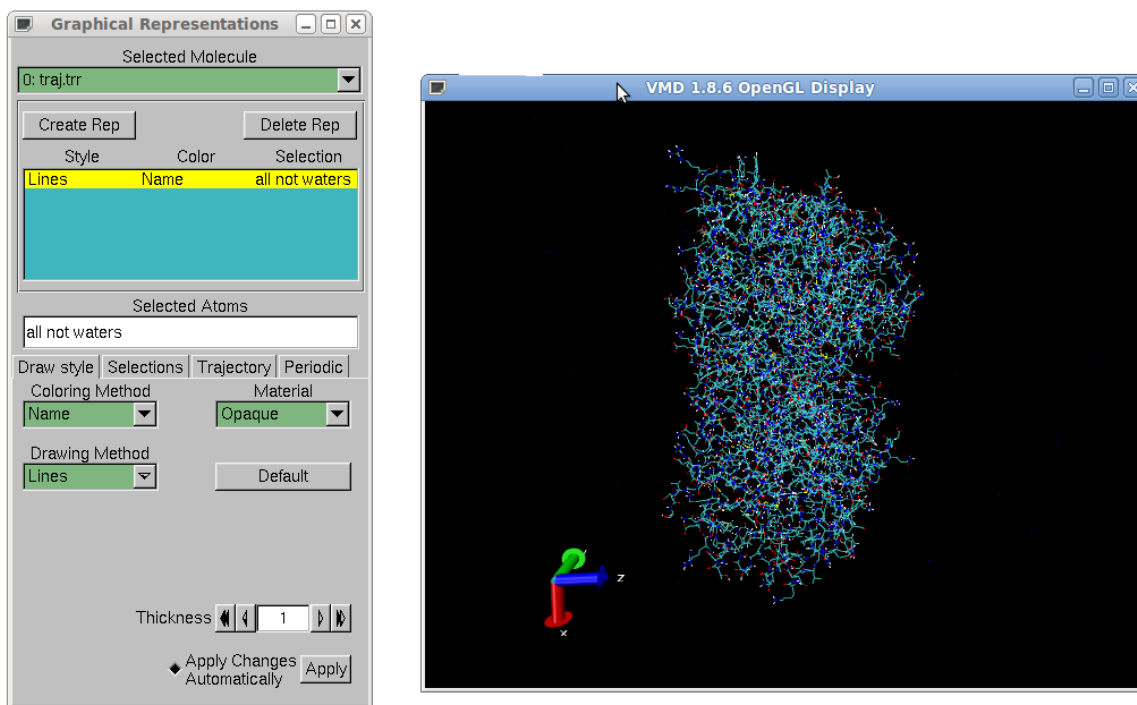 Graphical Representations
Selected Molecule
0: traj.trr
Create Rep
Delete Rep
Style Color Selection
Lines Name all not waters
Selected Atoms
all not waters
Draw style Selections Trajectory Periodic
Coloring Method
Material
Name
Opaque
Drawing Method
Lines
Default
Thickness 1
Apply Changes
Automatically
Apply
VMD 1.8.6 OpenGL Display
z
x